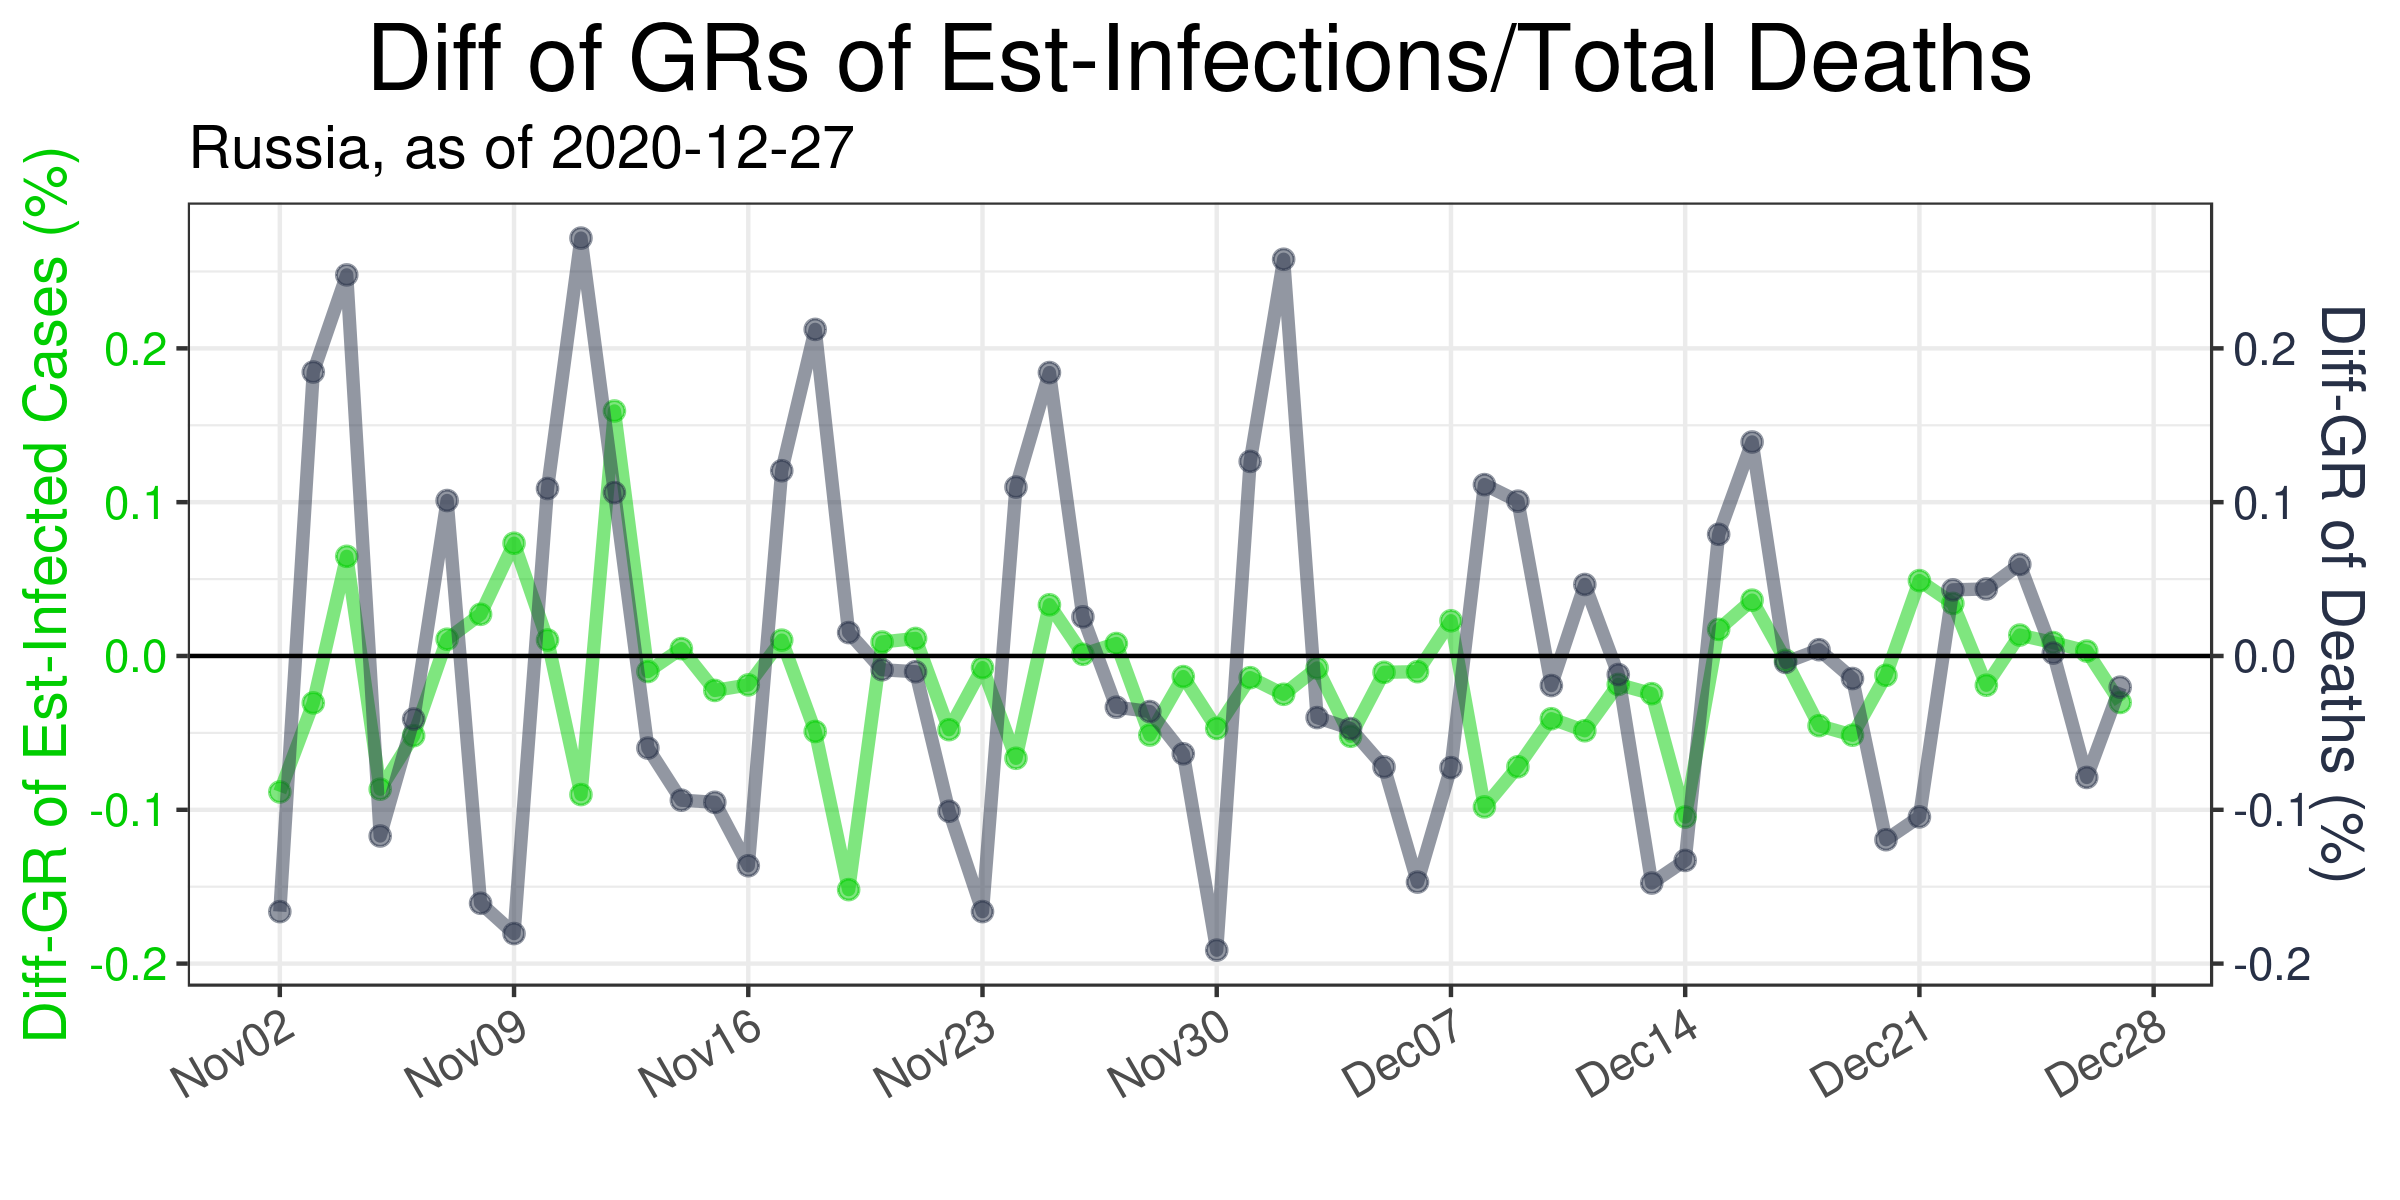 Diff of GRs of Est-Infections/Total Deaths
Russia, as of 2020-12-27
Diff-GR of Est-Infected Cases (%)
0.2
0.1
0.0
-0.1
-0.2
0.2
0.1
0.0
-0.1
-0.2
Diff-GR of Deaths (%)
Nov02
Nov09
Nov16
Nov23
Nov30
Dec07
Dec14
Dec21
Dec28